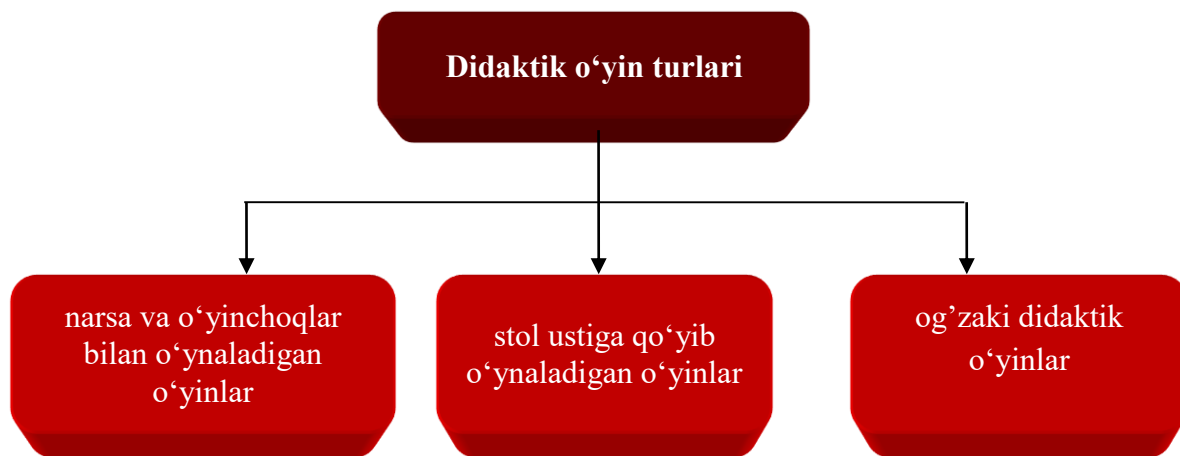 Didaktik o‘yin turlari
narsa va o‘yinchoqlar
bilan o‘ynaladigan
o‘yinlar
stol ustiga qo‘yib
o‘ynaladigan o‘yinlar
og’zaki didaktik
o‘yinlar